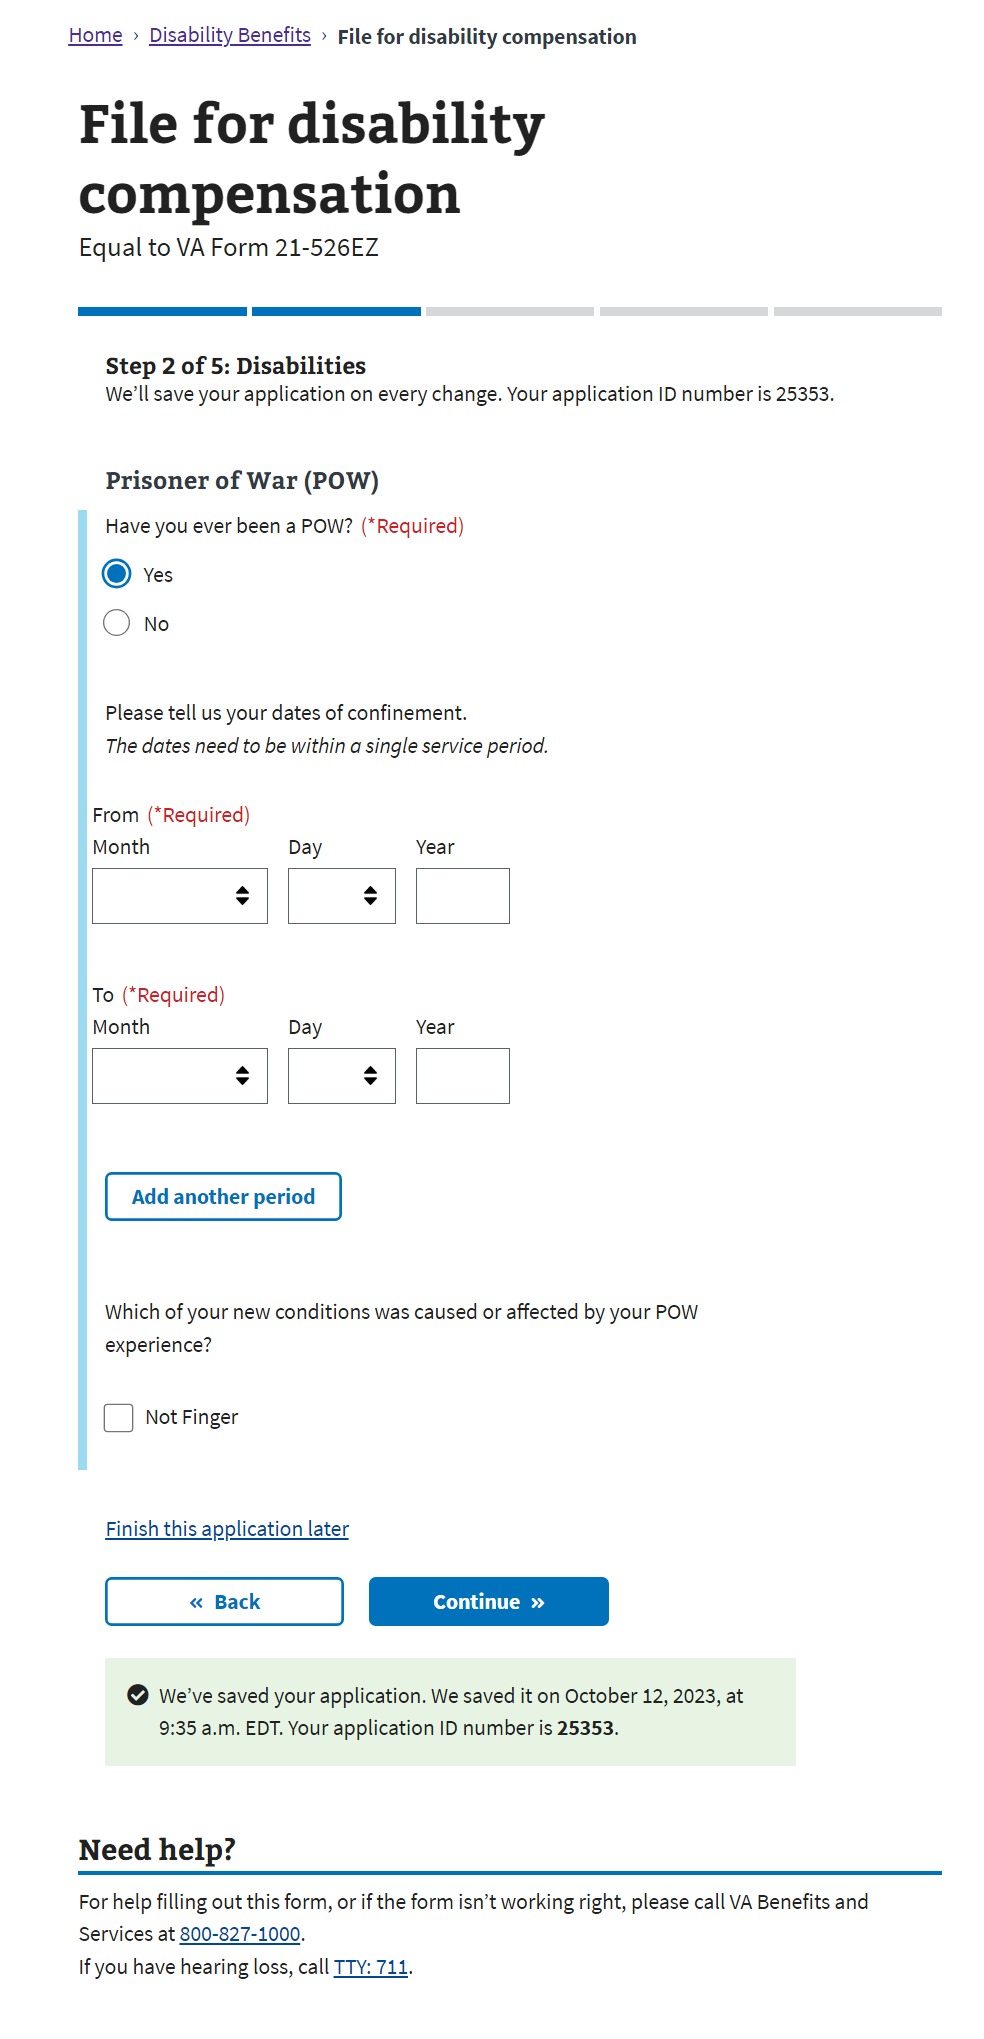 Home › Disability Benefits › File for disability compensation
File for disability
compensation
Equal to VA Form 21-526EZ
Step 2 of 5: Disabilities
We’ll save your application on every change. Your application ID number is 25353.
Prisoner of War (POW)
Have you ever been a POW? (*Required)
Yes
No
Please tell us your dates of confinement.
The dates need to be within a single service period.
From (*Required)
Month Day Year
To (*Required)
Month Day Year
Add another period
Which of your new conditions was caused or affected by your POW
experience?
Not Finger
Finish this application later
« Back Continue »
We’ve saved your application. We saved it on October 12, 2023, at
9:35 a.m. EDT. Your application ID number is 25353.
Need help?
For help filling out this form, or if the form isn’t working right, please call VA Benefits and
Services at 800-827-1000.
If you have hearing loss, call TTY: 711.